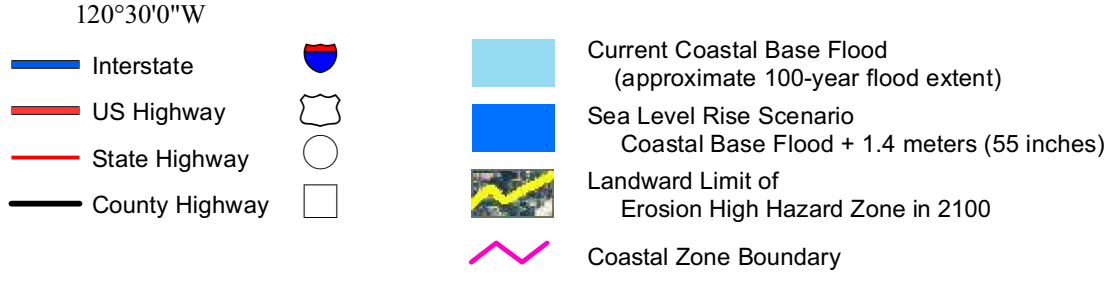 120°30'0"W
Interstate
US Highway
State Highway
County Highway
Current Coastal Base Flood
(approximate 100-year flood extent)
Sea Level Rise Scenario
Coastal Base Flood + 1.4 meters (55 inches)
Landward Limit of
Erosion High Hazard Zone in 2100
Coastal Zone Boundary